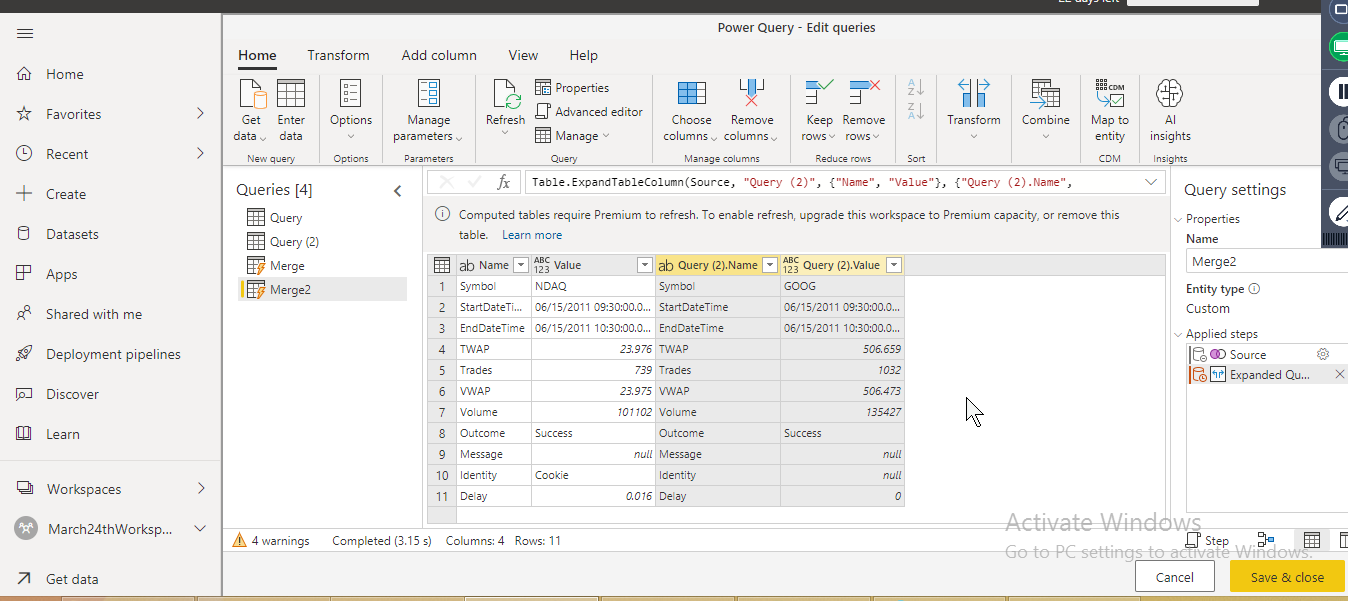 22 days left
Power Query - Edit queries
Home
Favorites
Recent
Create
Datasets
Apps
Shared with me
Deployment pipelines
Discover
Learn
Workspaces
March24thWorksp...
Get data
Home Transform Add column View Help
Get data
Enter data
New query
Options
Options
Manage parameters
Parameters
Refresh
Properties
Advanced editor
Manage
Query
Choose columns
Remove columns
Manage columns
Keep rows
Remove rows
Reduce rows
A Z
Z A
Sort
Transform
Combine
CDM
Map to entity
CDM
AI insights
Insights
Queries [4]
Query
Query (2)
Merge
Merge2
fx Table.ExpandTableColumn(Source, "Query (2)", {"Name", "Value"}, {"Query (2).Name",
Computed tables require Premium to refresh. To enable refresh, upgrade this workspace to Premium capacity, or remove this
table. Learn more
ab Name ABC 123 Value ab Query (2).Name ABC 123 Query (2).Value
1 Symbol NDAQ Symbol GOOG
2 StartDateTi... 06/15/2011 09:30:00.0... StartDateTime 06/15/2011 09:30:00.0...
3 EndDateTime 06/15/2011 10:30:00.0... EndDateTime 06/15/2011 10:30:00.0...
4 TWAP 23.976 TWAP 506.659
5 Trades 739 Trades 1032
6 VWAP 23.975 VWAP 506.473
7 Volume 101102 Volume 135427
8 Outcome Success Outcome Success
9 Message null Message null
10 Identity Cookie Identity null
11 Delay 0.016 Delay 0
Query settings
Properties
Name
Merge2
Entity type
Custom
Applied steps
Source
Expanded Qu...
4 warnings Completed (3.15 s) Columns: 4 Rows: 11
Step
Activate Windows
Go to PC settings to activate Windows.
Cancel Save & close